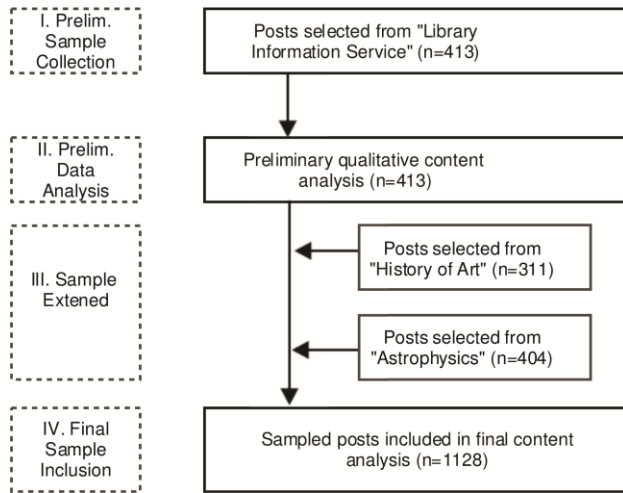 I. Prelim.
Sample
Collection
Posts selected from "Library
Information Service" (n=413)
II. Prelim.
Data
Analysis
Preliminary qualitative content
analysis (n=413)
III. Sample
Extened
Posts selected from
"History of Art" (n=311)
Posts selected from
"Astrophysics" (n=404)
IV. Final
Sample
Inclusion
Sampled posts included in final content
analysis (n=1128)